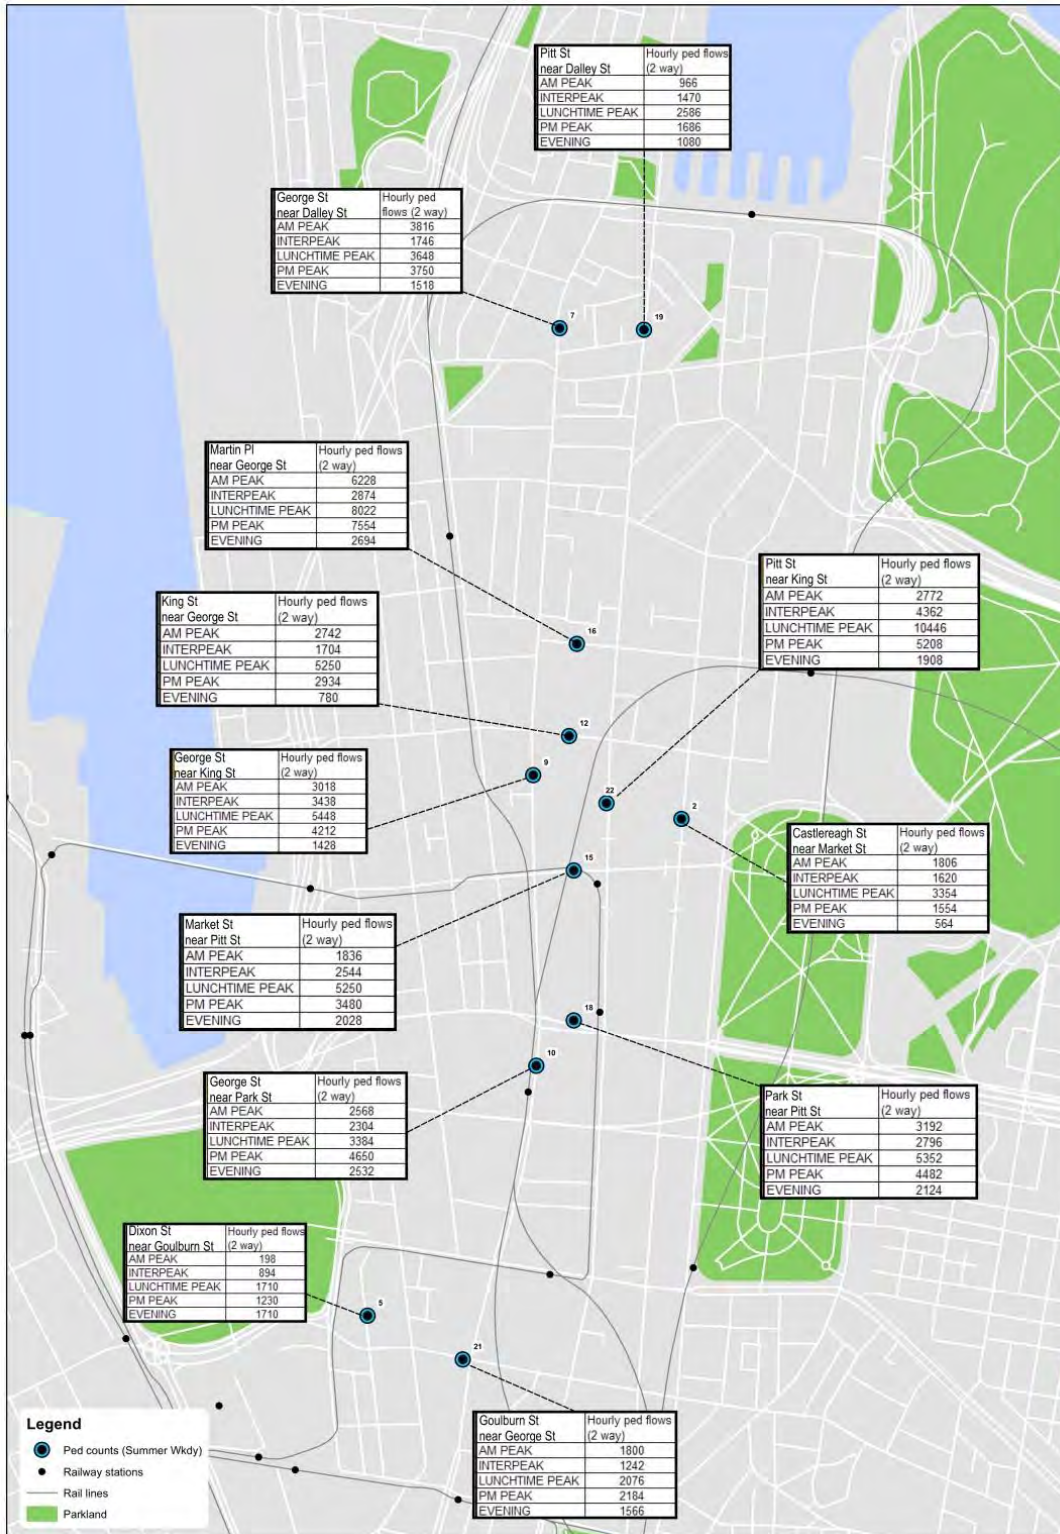 Pitt St near Dalley St Hourly ped flows (2 way)
AM PEAK 966
INTERPEAK 1470
LUNCHTIME PEAK 2586
PM PEAK 1686
EVENING 1080
George St near Dalley St Hourly ped flows (2 way)
AM PEAK 3816
INTERPEAK 1746
LUNCHTIME PEAK 3648
PM PEAK 3750
EVENING 1518
7
19
Martin Pl near George St Hourly ped flows (2 way)
AM PEAK 6228
INTERPEAK 2874
LUNCHTIME PEAK 8022
PM PEAK 7554
EVENING 2694
Pitt St near King St Hourly ped flows (2 way)
AM PEAK 2772
INTERPEAK 4362
LUNCHTIME PEAK 10446
PM PEAK 5208
EVENING 1908
King St near George St Hourly ped flows (2 way)
AM PEAK 2742
INTERPEAK 1704
LUNCHTIME PEAK 5250
PM PEAK 2934
EVENING 780
16
12
9
22
2
George St near King St Hourly ped flows (2 way)
AM PEAK 3018
INTERPEAK 3438
LUNCHTIME PEAK 5448
PM PEAK 4212
EVENING 1428
Castlereagh St near Market St Hourly ped flows (2 way)
AM PEAK 1806
INTERPEAK 1620
LUNCHTIME PEAK 3354
PM PEAK 1554
EVENING 564
15
Market St near Pitt St Hourly ped flows (2 way)
AM PEAK 1836
INTERPEAK 2544
LUNCHTIME PEAK 5250
PM PEAK 3480
EVENING 2028
18
10
George St near Park St Hourly ped flows (2 way)
AM PEAK 2568
INTERPEAK 2304
LUNCHTIME PEAK 3384
PM PEAK 4650
EVENING 2532
Park St near Pitt St Hourly ped flows (2 way)
AM PEAK 3192
INTERPEAK 2796
LUNCHTIME PEAK 5352
PM PEAK 4482
EVENING 2124
Dixon St near Goulburn St Hourly ped flows (2 way)
AM PEAK 198
INTERPEAK 894
LUNCHTIME PEAK 1710
PM PEAK 1230
EVENING 1710
5
21
Goulburn St near George St Hourly ped flows (2 way)
AM PEAK 1800
INTERPEAK 1242
LUNCHTIME PEAK 2076
PM PEAK 2184
EVENING 1566
Legend
Ped counts (Summer Wkdy)
Railway stations
Rail lines
Parkland